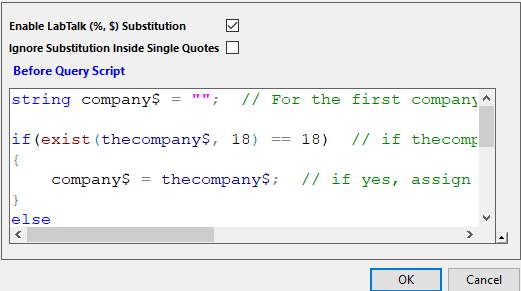 Enable LabTalk (%, $) Substitution
Ignore Substitution Inside Single Quotes
Before Query Script
string company$ = "";  // For the first company
if(exist(thecompany$, 18) == 18)  // if thecomp
{
    company$ = thecompany$;  // if yes, assign
}
else
OK Cancel